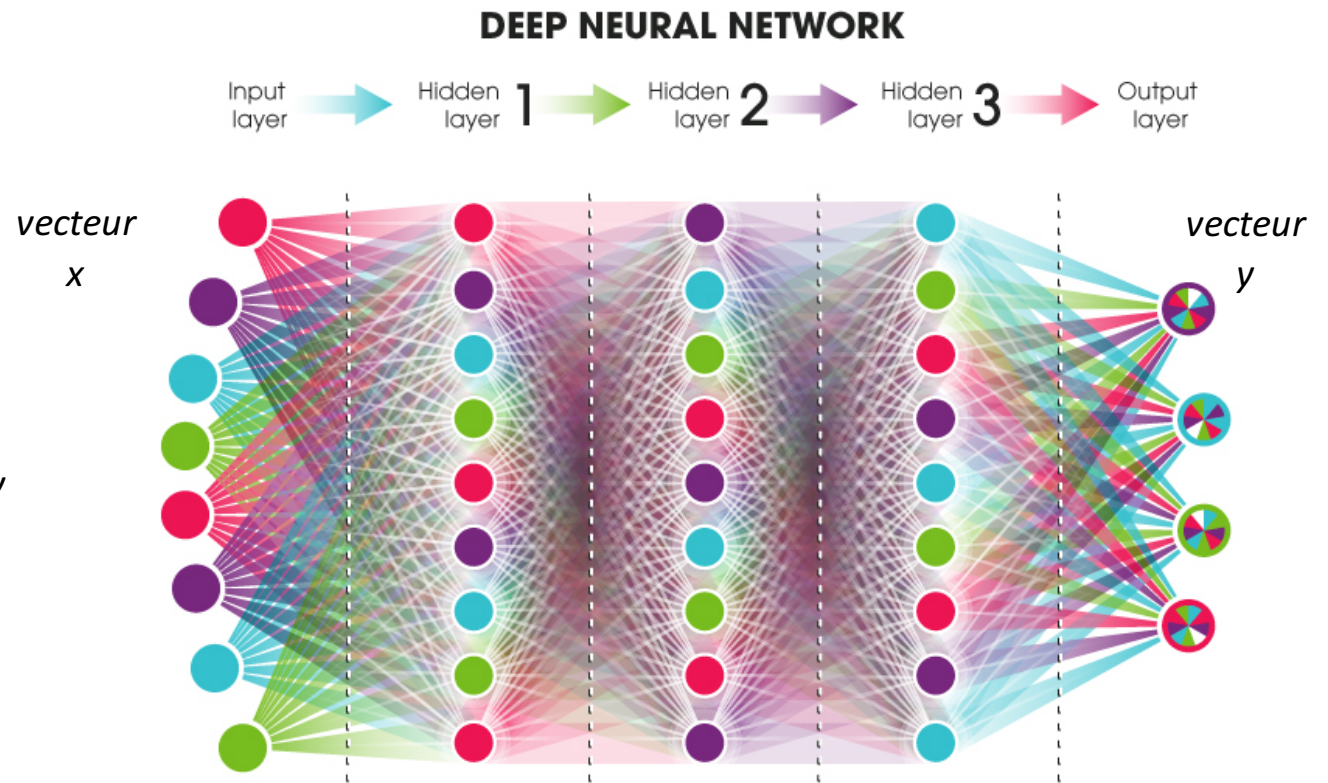 DEEP NEURAL NETWORK
Input
layer
Hidden
layer 1
Hidden
layer 2
Hidden
layer 3
Output
layer
vecteur
x
vecteur
y